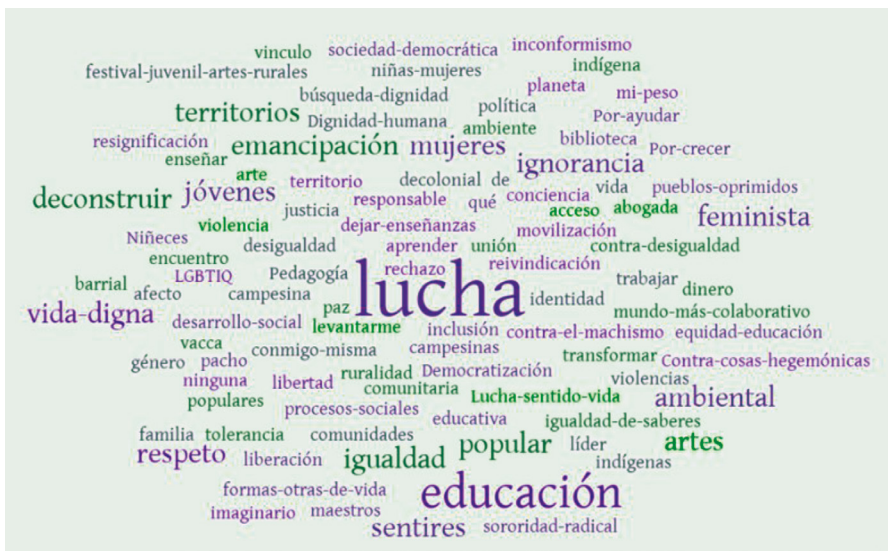 vinculo sociedad-democrática inconformismo
festival-juvenil-artes-rurales niñas-mujeres indígena
búsqueda-dignidad planeta mi-peso
territorios Dignidad-humana política Por-ayudar
resignificación emancipación mujeres ambiente biblioteca Por-crecer
enseñar ignorancia
arte territorio decolonial de vida pueblos-oprimidos
deconstruir jóvenes responsable qué conciencia
justicia acceso abogada feminista
violencia dejar-enseñanzas movilización
Niñeces desigualdad aprender unión contra-desigualdad
encuentro
LGBTIQ Pedagogía rechazo reivindicación
barrial trabajar dinero
afecto campesina lucha identidad
vida-digna paz mundo-más-colaborativo
desarrollo-social levantarme inclusión contra-el-machismo equidad-educación
vacca conmigo-misma campesinas
género pacho transformar Contra-cosas-hegemónicas
ninguna libertad ruralidad Democratización violencias
populares comunitaria Lucha-sentido-vida ambiental
procesos-sociales educativa igualdad-de-saberes
familia tolerancia comunidades popular líder artes
respeto liberación igualdad indígenas
formas-otras-de-vida educación
imaginario maestros
sentires sororidad-radical